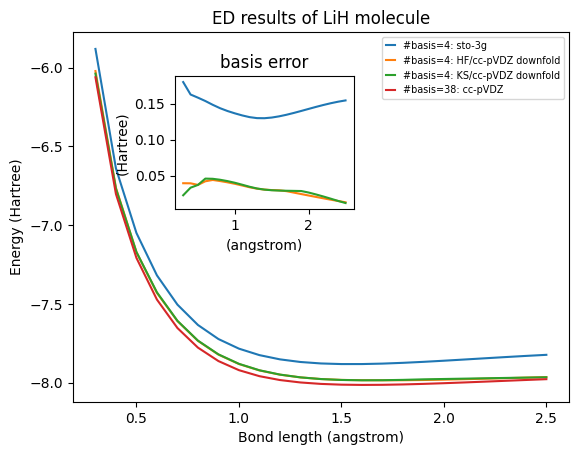 ED results of LiH molecule
#basis=4: sto-3g
#basis=4: HF/cc-pVDZ downfold
#basis=4: KS/cc-pVDZ downfold
#basis=38: cc-pVDZ
basis error
(Hartree)
0.15
0.10
0.05
1 2
(angstrom)
Energy (Hartree)
−6.0
−6.5
−7.0
−7.5
−8.0
0.5 1.0 1.5 2.0 2.5
Bond length (angstrom)